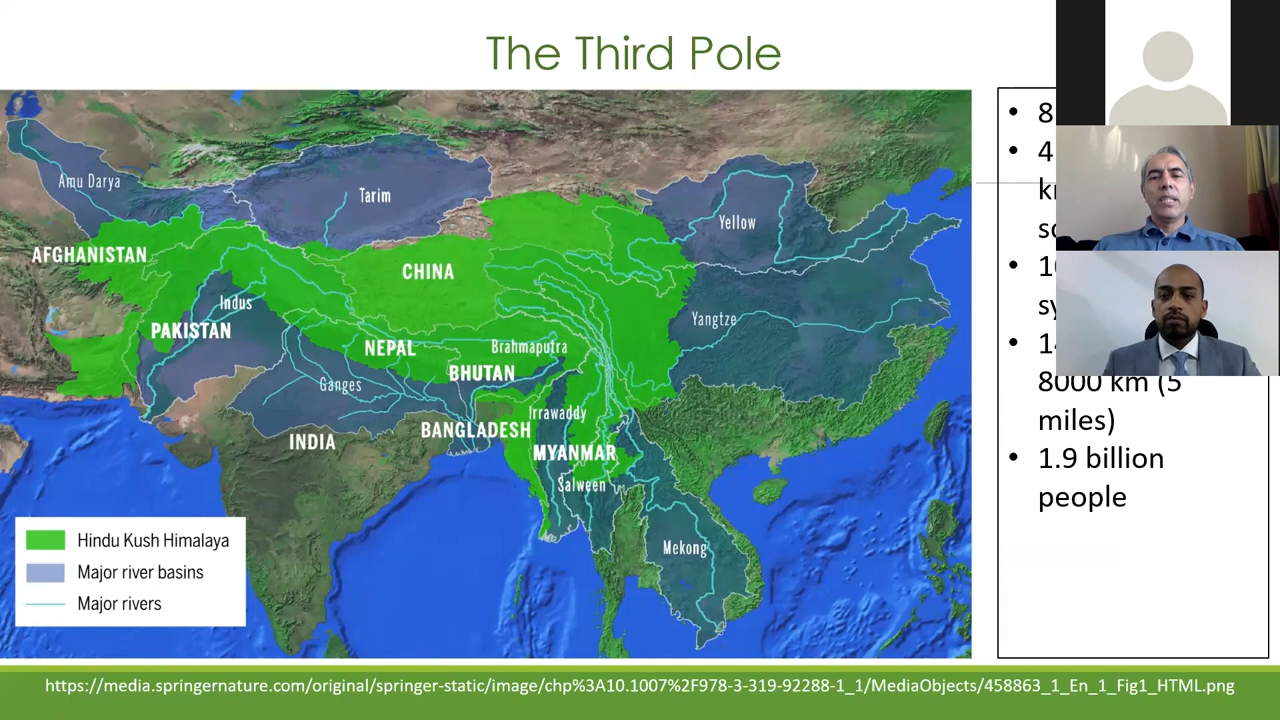 The Third Pole
Amu Darya
Tarim
Yellow
AFGHANISTAN
CHINA
Indus
PAKISTAN
Yangtze
NEPAL
Brahmaputra
BHUTAN
Ganges
Irrawaddy
BANGLADESH
INDIA
MYANMAR
Salween
Mekong
Hindu Kush Himalaya
Major river basins
Major rivers
• 8
• 4
•
•
8000 km (5
miles)
• 1.9 billion
people
https://media.springernature.com/original/springer-static/image/chp%3A10.1007%2F978-3-319-92288-1_1/MediaObjects/458863_1_En_1_Fig1_HTML.png